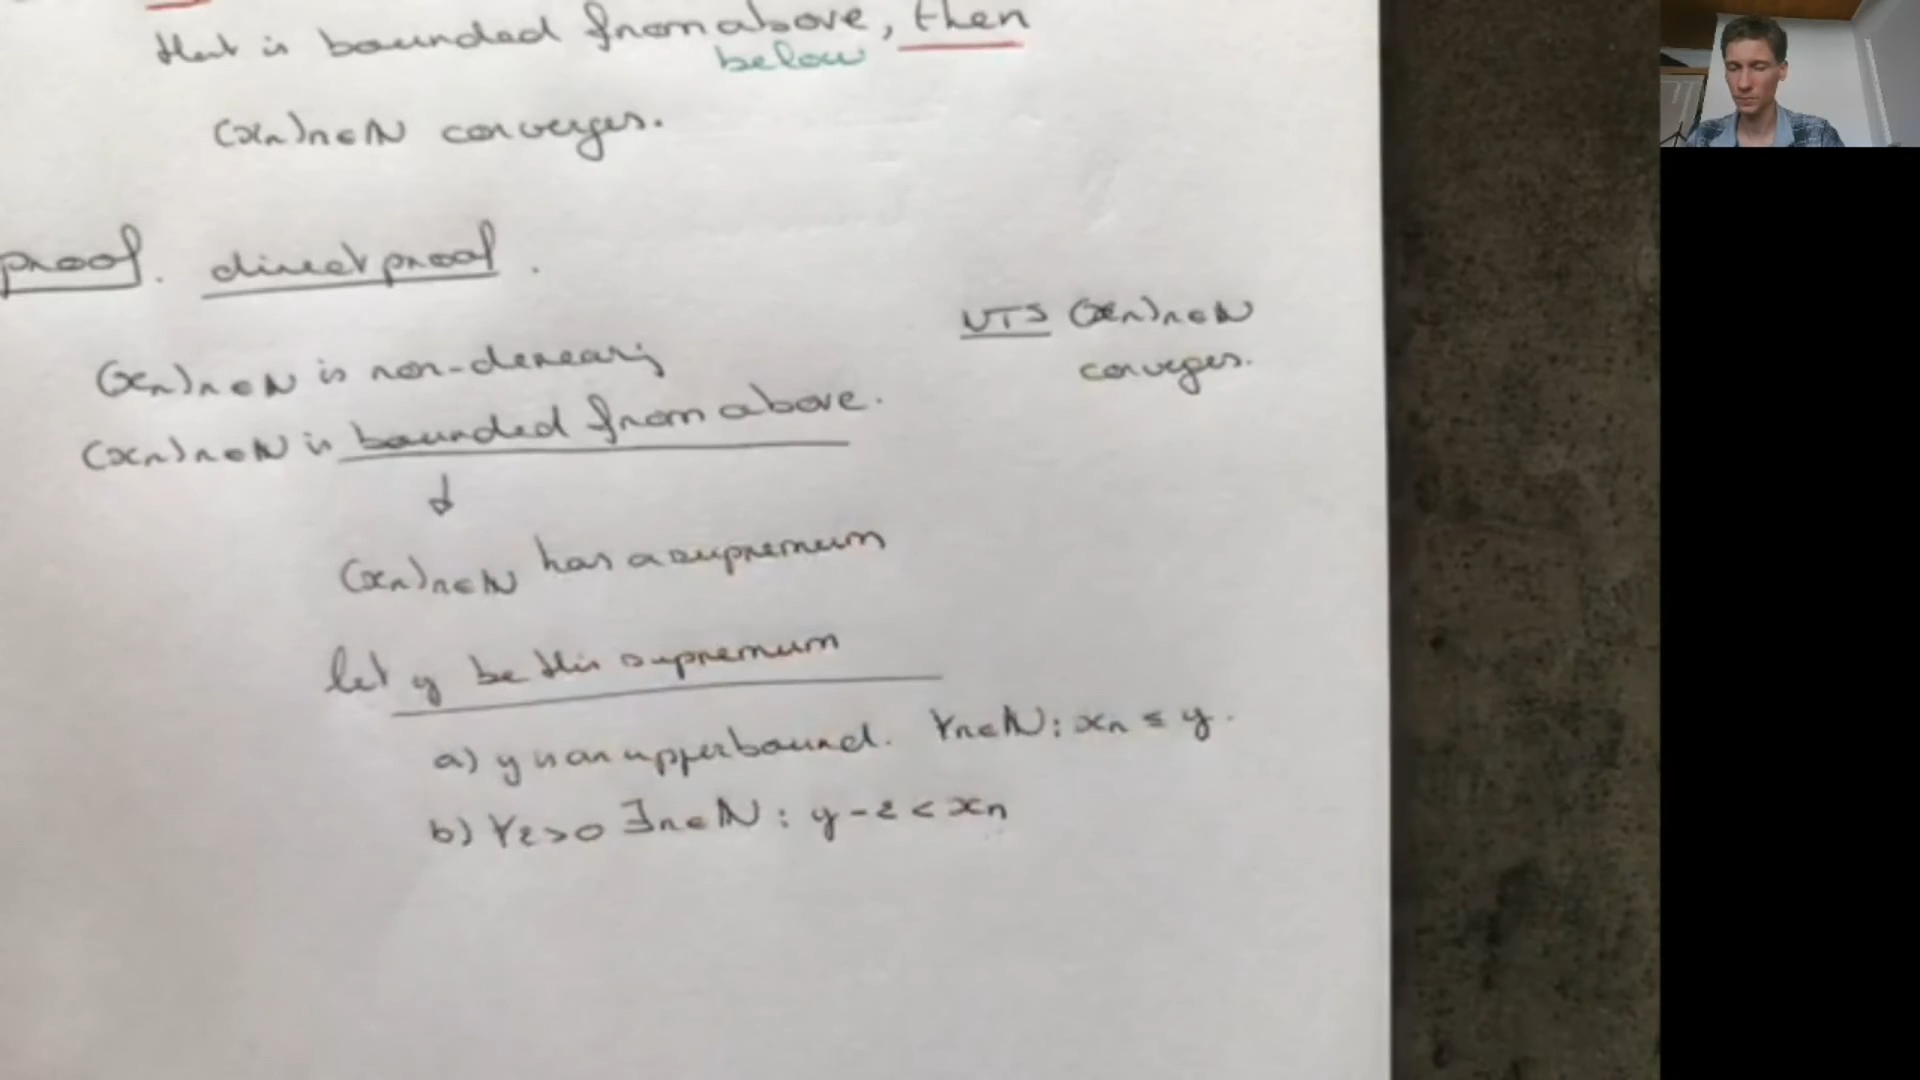 that is bounded from above, then
below
(xn)n∈ℕ converges.
proof. direct proof.
NTS (xn)n∈ℕ
converges.
(xn)n∈ℕ is non-decreasing
(xn)n∈ℕ is bounded from above.
↓
(xn)n∈ℕ has a supremum
let y be this supremum
a) y is an upperbound. ∀n∈ℕ: xn ≤ y.
b) ∀ε>0 ∃n∈ℕ: y-ε < xn